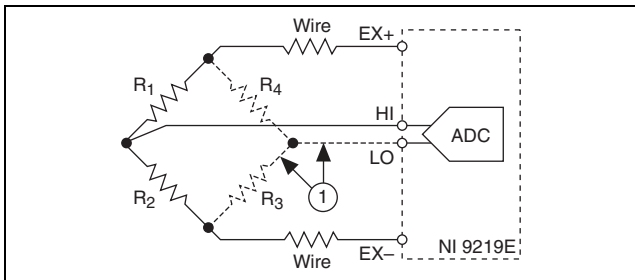 Wire
EX+
R1
R4
HI
ADC
LO
R2
R3
1
EX–
Wire
NI 9219E